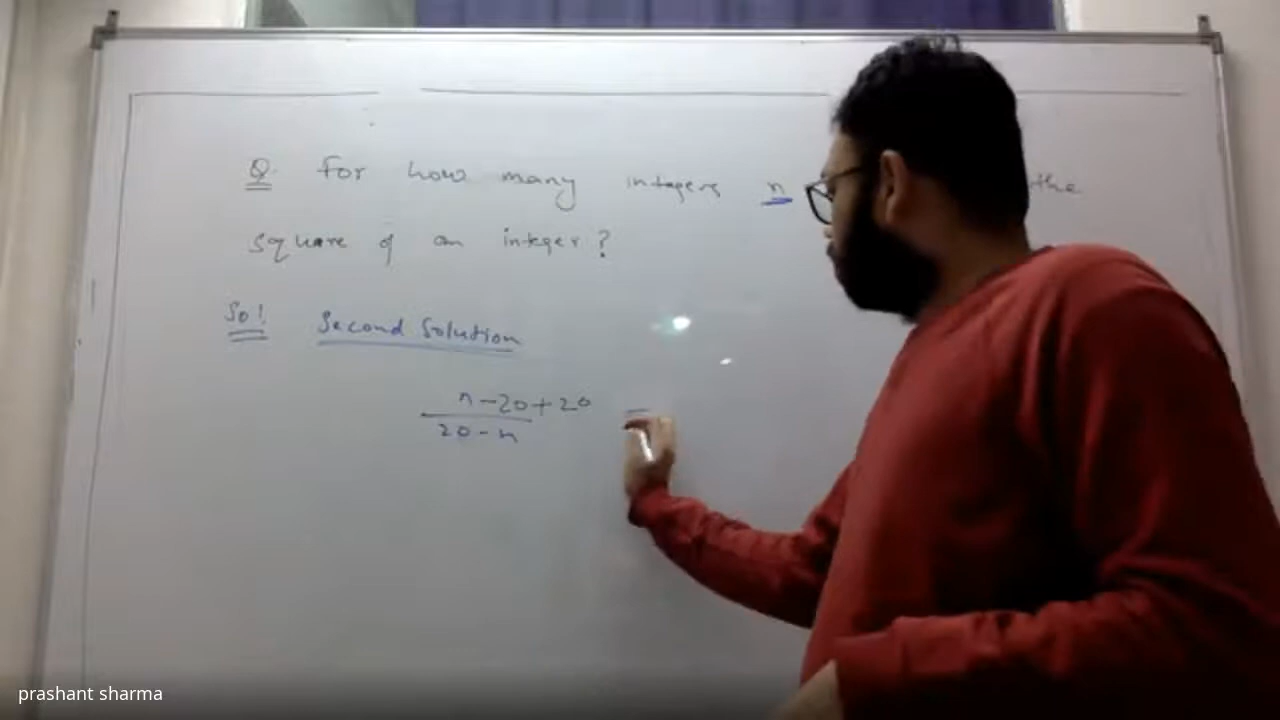 Q. For how many integers n the
square of an integer?
Sol Second Solution
n-20+20 =
20-n
prashant sharma